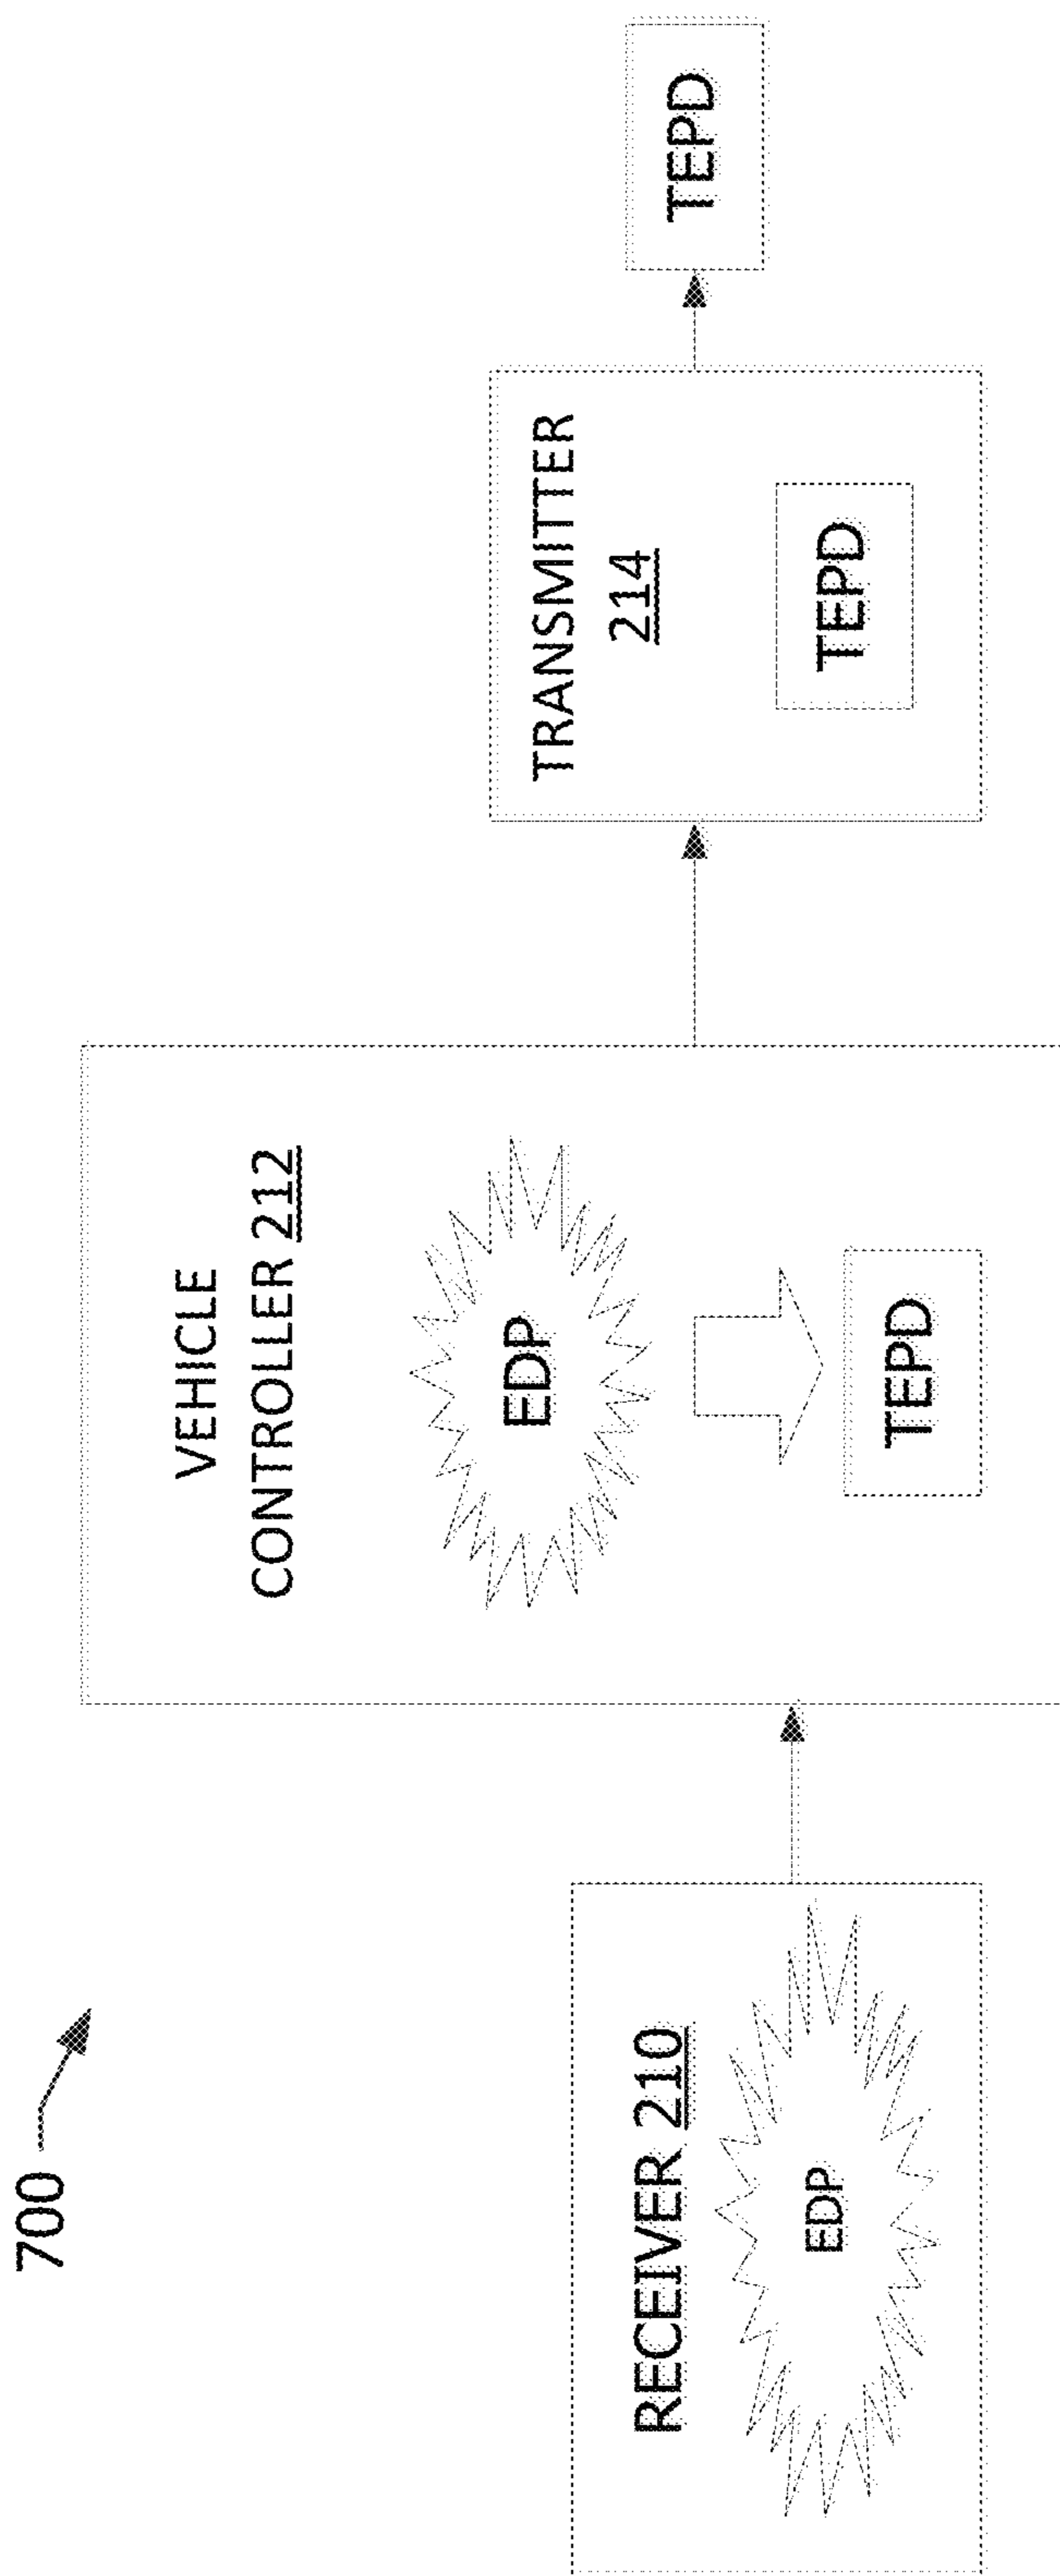 700
RECEIVER 210
EDP
VEHICLE
CONTROLLER 212
EDP
TEPD
TRANSMITTER
214
TEPD
TEPD